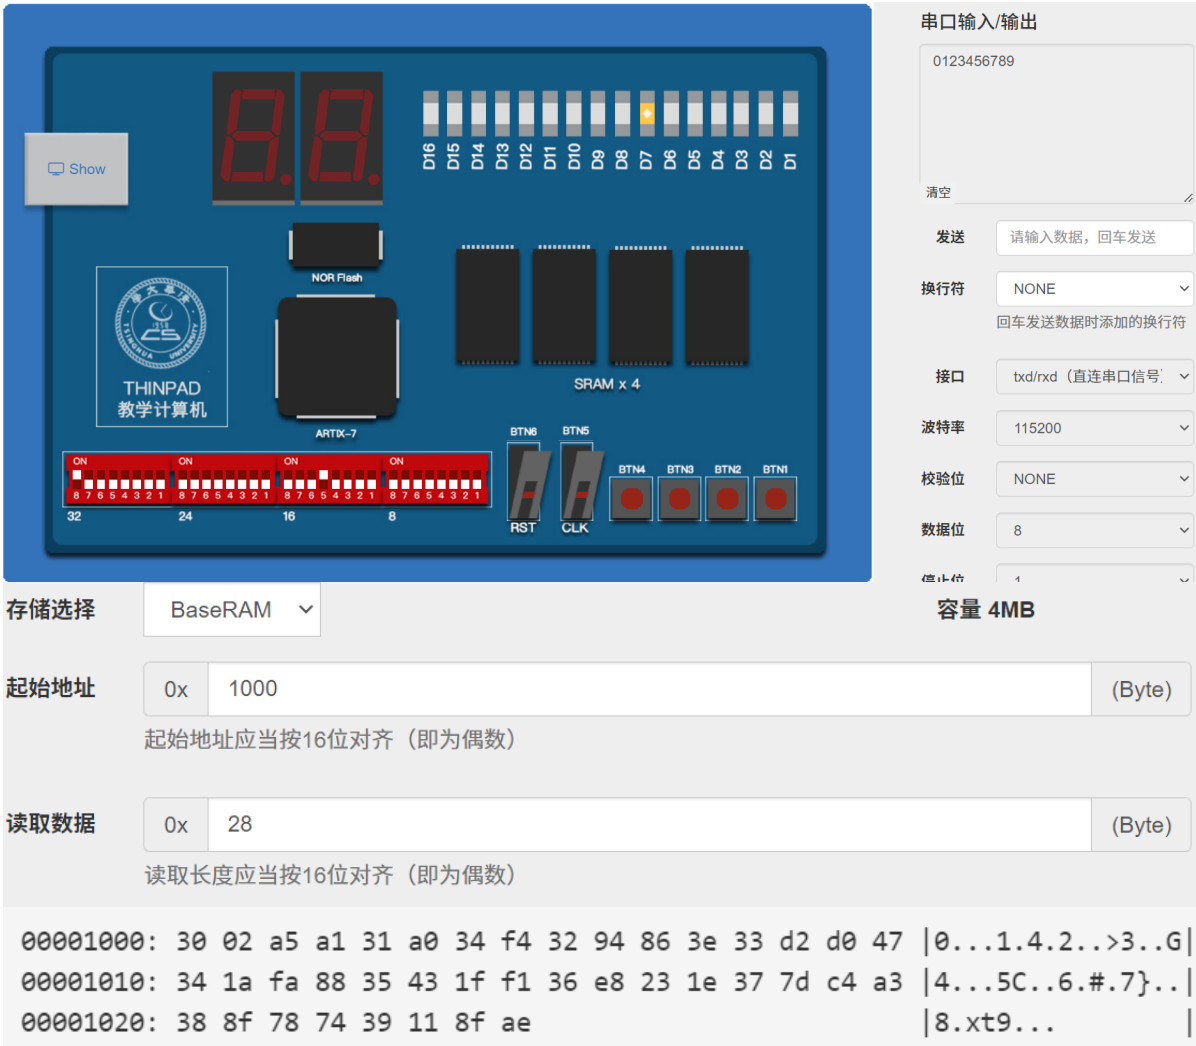 串口输入/输出
0123456789
清空
发送
请输入数据，回车发送
换行符
NONE
回车发送数据时添加的换行符
接口
txd/rxd（直连串口信号）
波特率
115200
校验位
NONE
数据位
8
停止位
1
Show
D16 D15 D14 D13 D12 D11 D10 D9 D8 D7 D6 D5 D4 D3 D2 D1
NOR Flash
TSINGHUA UNIVERSITY
THINPAD
教学计算机
ARTIX-7
SRAM x 4
ON ON ON ON
8 7 6 5 4 3 2 1 8 7 6 5 4 3 2 1 8 7 6 5 4 3 2 1 8 7 6 5 4 3 2 1
32 24 16 8
BTN6 BTN5
BTN4 BTN3 BTN2 BTN1
RST CLK
存储选择
BaseRAM
容量 4MB
起始地址
0x
1000
(Byte)
起始地址应当按16位对齐（即为偶数）
读取数据
0x
28
(Byte)
读取长度应当按16位对齐（即为偶数）
00001000: 30 02 a5 a1 31 a0 34 f4 32 94 86 3e 33 d2 d0 47 |0...1.4.2..>3..G|
00001010: 34 1a fa 88 35 43 1f f1 36 e8 23 1e 37 7d c4 a3 |4...5C..6.#.7}..|
00001020: 38 8f 78 74 39 11 8f ae |8.xt9... |